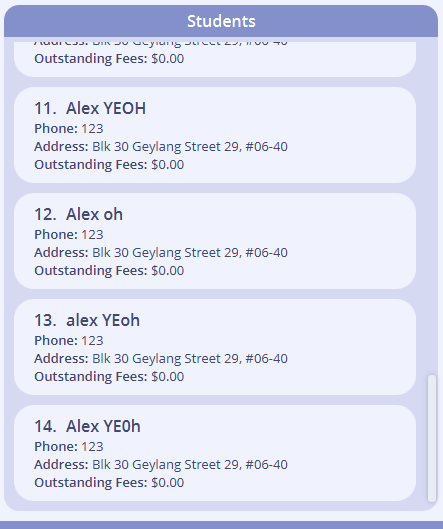 Students
Address: Blk 30 Geylang Street 29, #06-40
Outstanding Fees: $0.00
11. Alex YEOH
Phone: 123
Address: Blk 30 Geylang Street 29, #06-40
Outstanding Fees: $0.00
12. Alex oh
Phone: 123
Address: Blk 30 Geylang Street 29, #06-40
Outstanding Fees: $0.00
13. alex YEoh
Phone: 123
Address: Blk 30 Geylang Street 29, #06-40
Outstanding Fees: $0.00
14. Alex YE0h
Phone: 123
Address: Blk 30 Geylang Street 29, #06-40
Outstanding Fees: $0.00